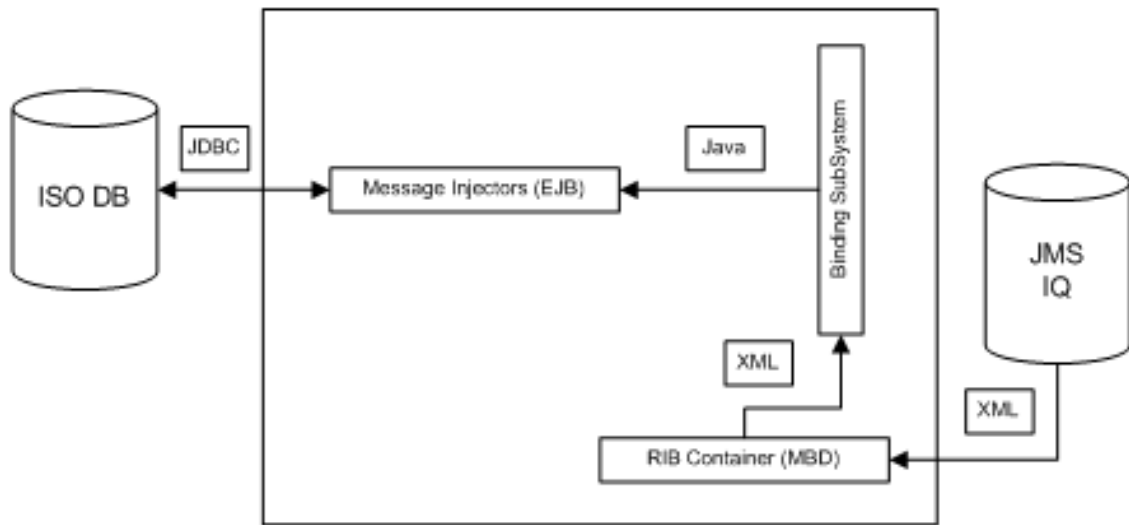 JDBC
Java
ISO DB
Message Injectors (EJB)
Binding SubSystem
JMS
IQ
XML
XML
RIB Container (MBD)